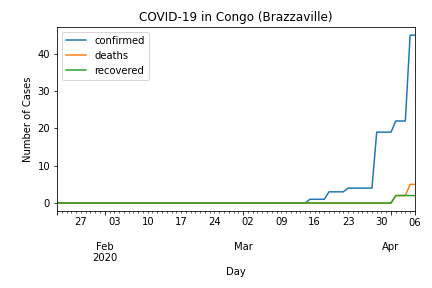 COVID-19 in Congo (Brazzaville)
confirmed
deaths
recovered
Number of Cases
40
30
20
10
0
27 03 10 17 24 02 09 16 23 30 06
Feb Mar Apr
2020
Day